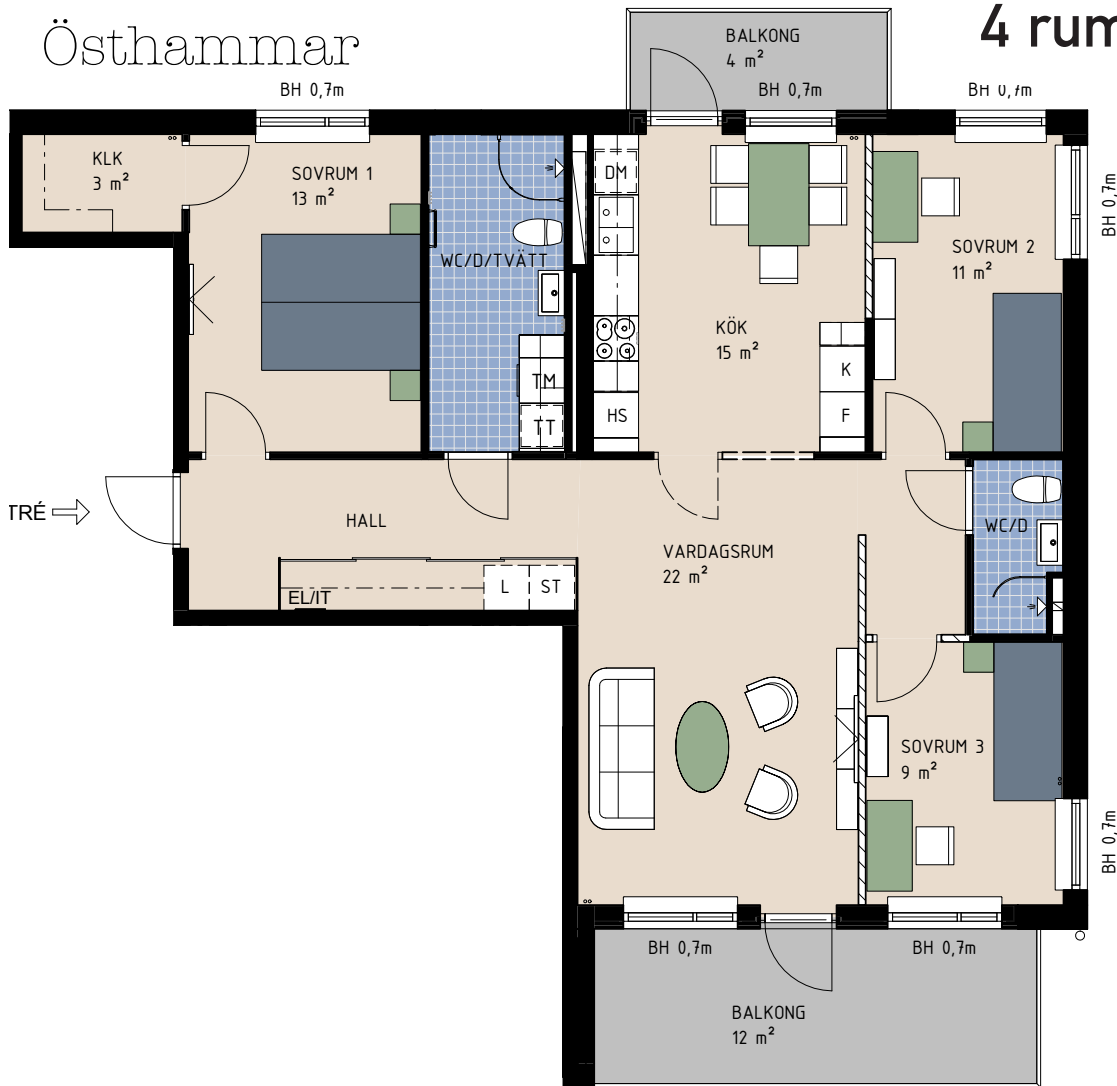 Östhammar
4 rum
BALKONG
4 m²
BH 0,7m
BH 0,7m
BH 0,7m
KLK
3 m²
SOVRUM 1
13 m²
DM
BH 0,7m
WC/D/TVÄTT
SOVRUM 2
11 m²
KÖK
15 m²
TM
K
TT
HS
F
TRÉ
HALL
WC/D
VARDAGSRUM
22 m²
EL/IT
L
ST
SOVRUM 3
9 m²
BH 0,7m
BH 0,7m
BH 0,7m
BALKONG
12 m²